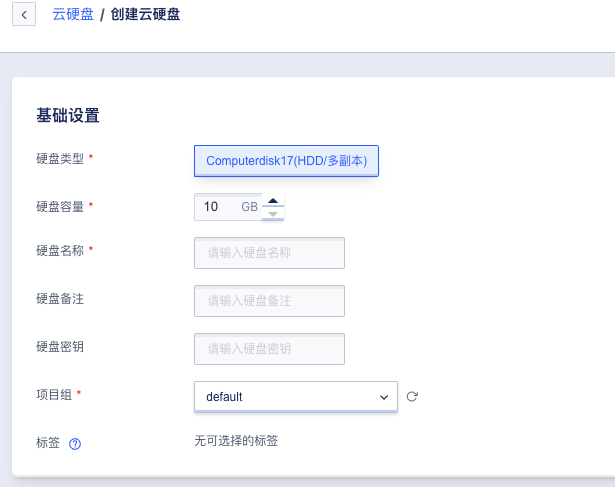 云硬盘 / 创建云硬盘
基础设置
硬盘类型 * Computerdisk17(HDD/多副本)
硬盘容量 * 10 GB
硬盘名称 * 请输入硬盘名称
硬盘备注 请输入硬盘备注
硬盘密钥 请输入硬盘密钥
项目组 * default
标签 ? 无可选择的标签